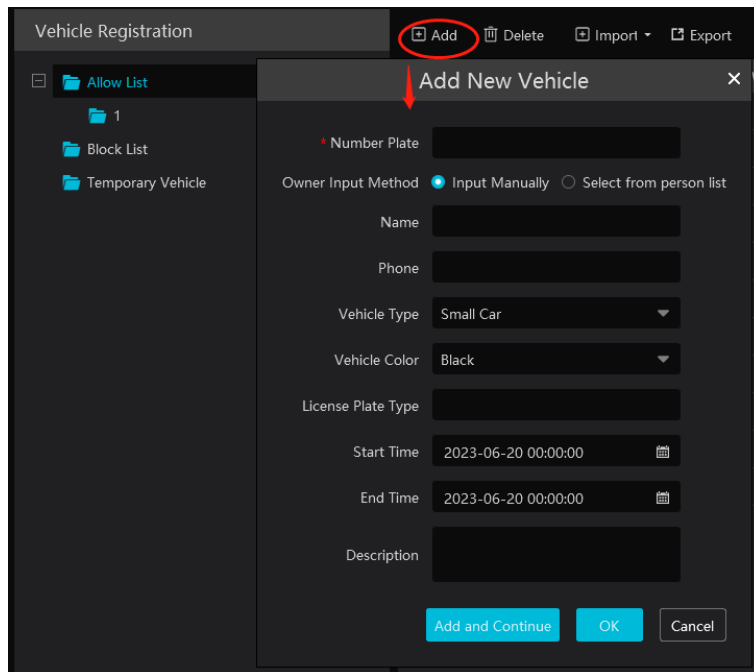 Vehicle Registration
Add Delete Import Export
Allow List
1
Block List
Temporary Vehicle
Add New Vehicle
* Number Plate
Owner Input Method Input Manually Select from person list
Name
Phone
Vehicle Type Small Car
Vehicle Color Black
License Plate Type
Start Time 2023-06-20 00:00:00
End Time 2023-06-20 00:00:00
Description
Add and Continue OK Cancel